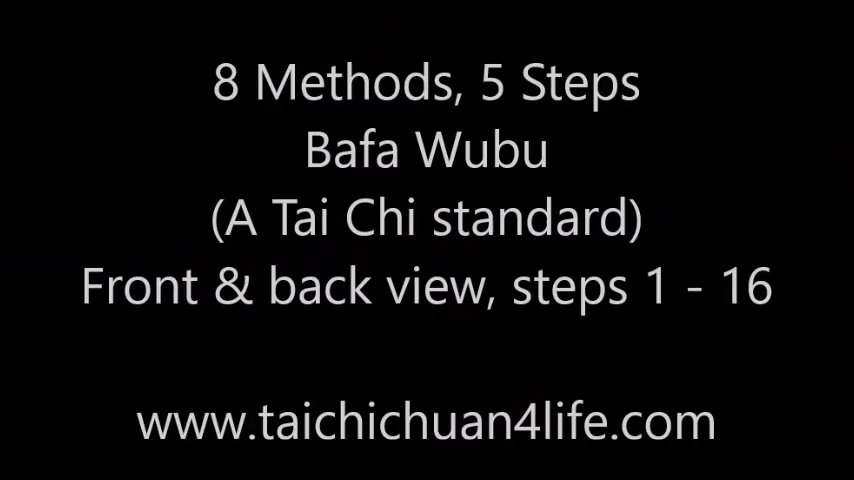 8 Methods, 5 Steps
Bafa Wubu
(A Tai Chi standard)
Front & back view, steps 1 - 16
www.taichichuan4life.com